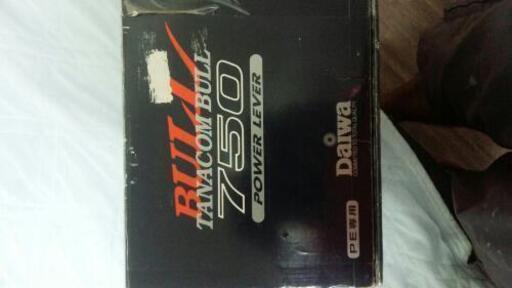 BULL
TANACOM BULL
750
POWER LEVER
Daiwa
PE専用